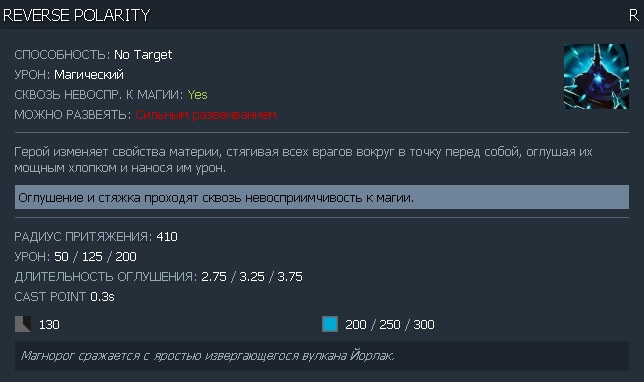 REVERSE POLARITY R
СПОСОБНОСТЬ: No Target
УРОН: Магический
СКВОЗЬ НЕВОСПР. К МАГИИ: Yes
МОЖНО РАЗВЕЯТЬ: Сильным развеиванием
Герой изменяет свойства материи, стягивая всех врагов вокруг в точку перед собой, оглушая их
мощным хлопком и нанося им урон.
Оглушение и стяжка проходят сквозь невосприимчивость к магии.
РАДИУС ПРИТЯЖЕНИЯ: 410
УРОН: 50 / 125 / 200
ДЛИТЕЛЬНОСТЬ ОГЛУШЕНИЯ: 2.75 / 3.25 / 3.75
CAST POINT 0.3s
130 200 / 250 / 300
Магнорог сражается с яростью извергающегося вулкана Йорлак.